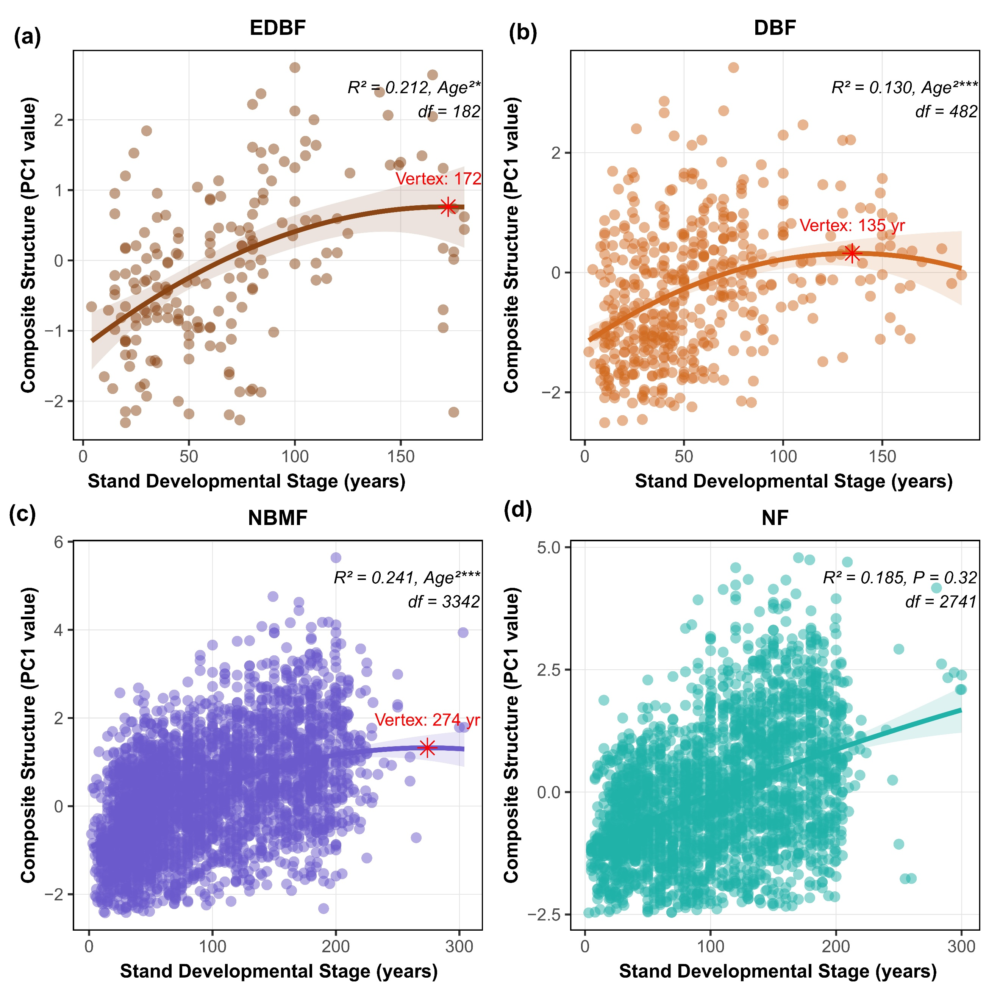 (a)
EDBF
R² = 0.212, Age²*
df = 182
Vertex: 172
2
1
0
−1
−2
0 50 100 150
Composite Structure (PC1 value)
Stand Developmental Stage (years)
(b)
DBF
R² = 0.130, Age²***
df = 482
Vertex: 135 yr
2
0
−2
0 50 100 150
Composite Structure (PC1 value)
Stand Developmental Stage (years)
(c)
NBMF
R² = 0.241, Age²***
df = 3342
Vertex: 274 yr
6
4
2
0
−2
0 100 200 300
Composite Structure (PC1 value)
Stand Developmental Stage (years)
(d)
NF
R² = 0.185, P = 0.32
df = 2741
5.0
2.5
0.0
−2.5
0 100 200 300
Composite Structure (PC1 value)
Stand Developmental Stage (years)